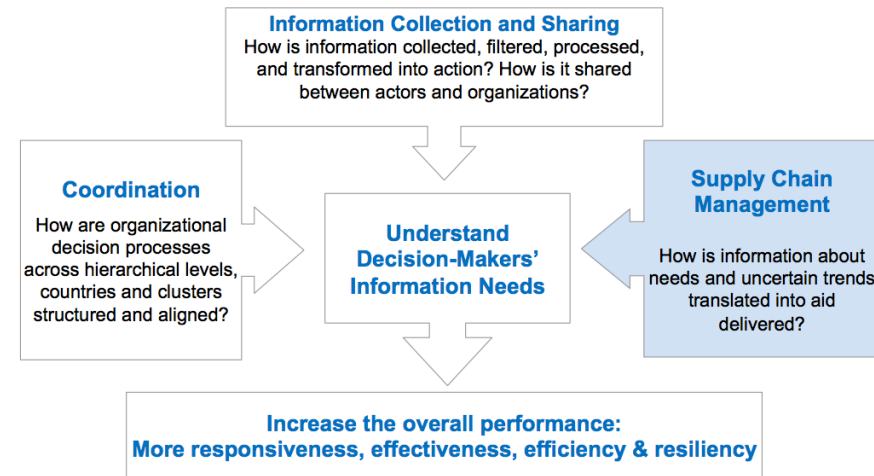 Information Collection and Sharing
How is information collected, filtered, processed,
and transformed into action? How is it shared
between actors and organizations?
Coordination
How are organizational
decision processes
across hierarchical levels,
countries and clusters
structured and aligned?
Understand
Decision-Makers'
Information Needs
Supply Chain
Management
How is information about
needs and uncertain trends
translated into aid
delivered?
Increase the overall performance:
More responsiveness, effectiveness, efficiency & resiliency